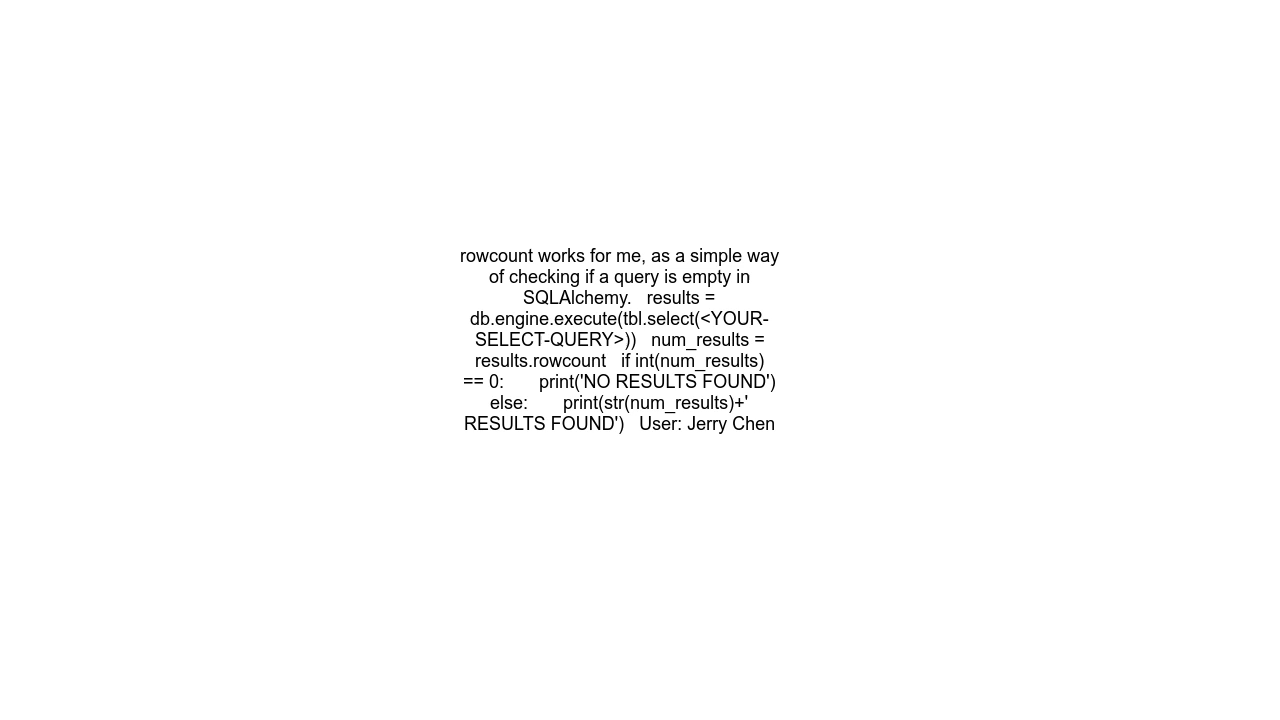 rowcount works for me, as a simple way
of checking if a query is empty in
SQLAlchemy.   results =
db.engine.execute(tbl.select(<YOUR-
SELECT-QUERY>))   num_results =
results.rowcount   if int(num_results)
== 0:       print('NO RESULTS FOUND')
else:       print(str(num_results)+'
RESULTS FOUND')   User: Jerry Chen